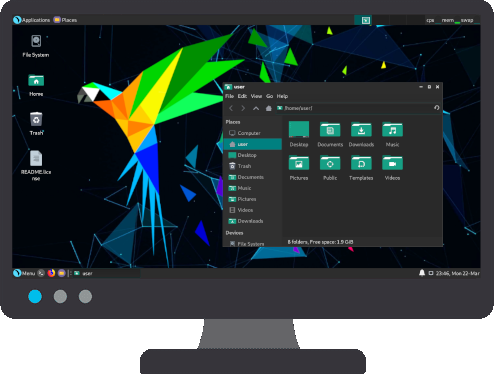 Applications Places
cpu mem swap
File System
Home
Trash
README.lice
nse
user
File Edit View Go Help
/home/user/
Places
Computer
user
Desktop
Trash
Documents
Music
Pictures
Videos
Downloads
Devices
File System
Desktop Documents Downloads Music
Pictures Public Templates Videos
8 folders, Free space: 1.9 GiB
Menu
user
23:46, Mon 22-Mar